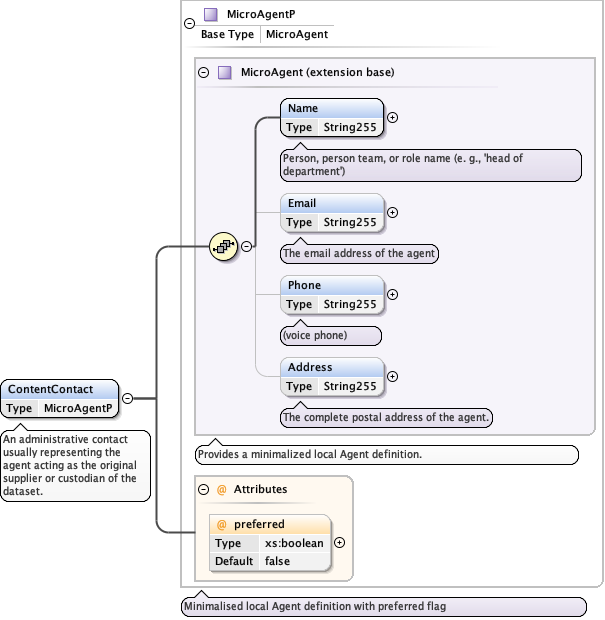 MicroAgentP
Base Type MicroAgent
MicroAgent (extension base)
Name
Type String255
Person, person team, or role name (e. g., 'head of
department')
Email
Type String255
The email address of the agent
Phone
Type String255
(voice phone)
Address
Type String255
The complete postal address of the agent.
Provides a minimalized local Agent definition.
ContentContact
Type MicroAgentP
An administrative contact
usually representing the
agent acting as the original
supplier or custodian of the
dataset.
@ Attributes
@ preferred
Type xs:boolean
Default false
Minimalised local Agent definition with preferred flag